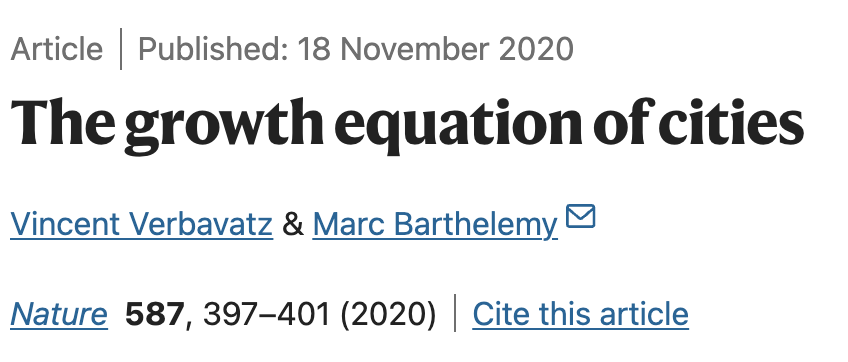 Article | Published: 18 November 2020
The growth equation of cities
Vincent Verbavatz & Marc Barthelemy
Nature 587, 397–401 (2020) | Cite this article